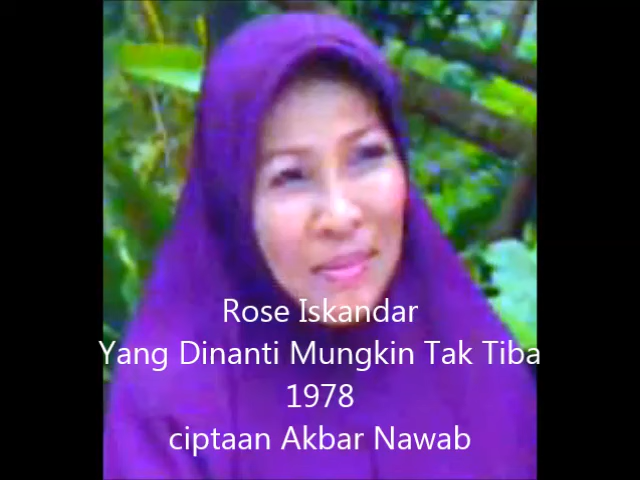 Rose Iskandar
Yang Dinanti Mungkin Tak Tiba
1978
ciptaan Akbar Nawab